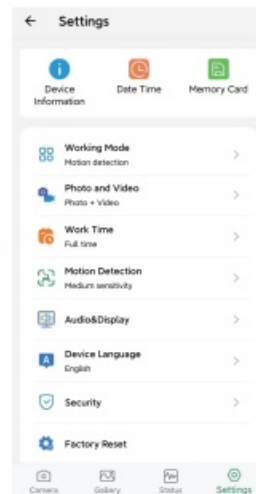 Settings
Device Information
Date Time
Memory Card
Working Mode
Motion detection
Photo and Video
Photo + Video
Work Time
Full time
Motion Detection
Medium sensitivity
Audio&Display
Device Language
English
Security
Factory Reset
Camera
Gallery
Status
Settings